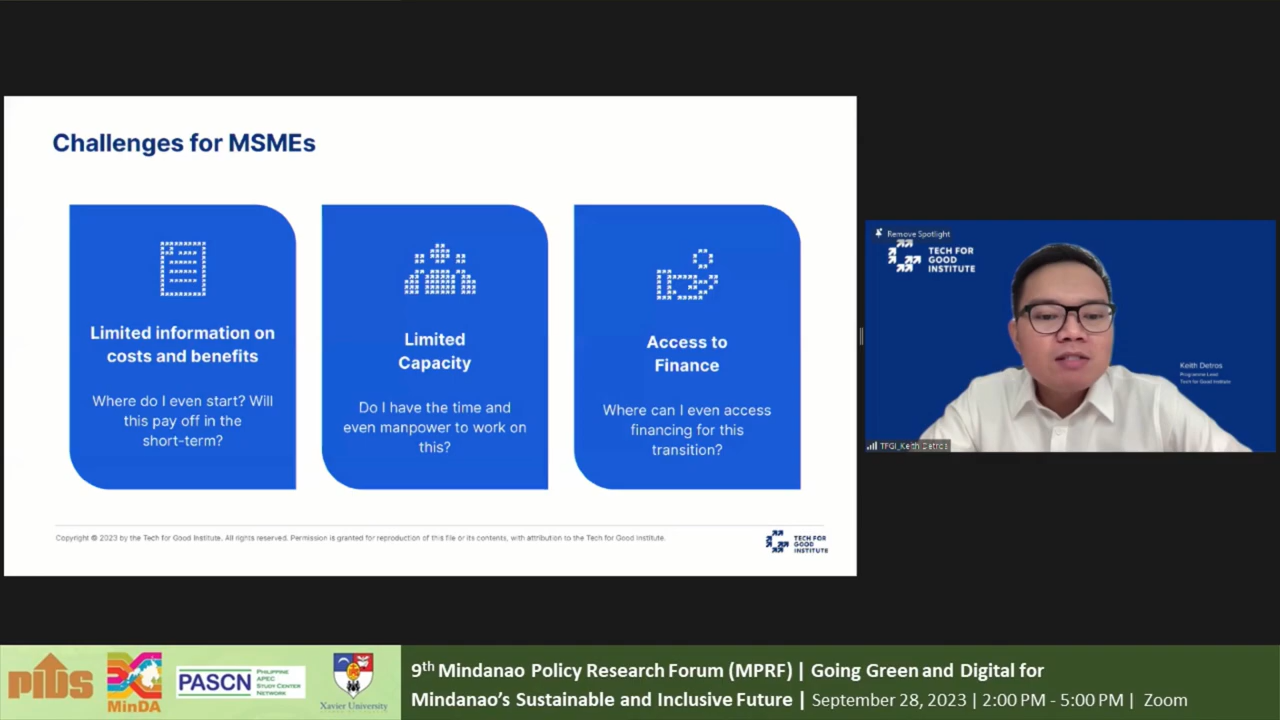 Challenges for MSMEs
Limited information on
costs and benefits
Where do I even start? Will
this pay off in the
short-term?
Limited
Capacity
Do I have the time and
even manpower to work on
this?
Access to
Finance
Where can I even access
financing for this
transition?
Copyright © 2023 by the Tech for Good Institute. All rights reserved. Permission is granted for reproduction of this file or its contents, with attribution to the Tech for Good Institute.
TECH FOR
GOOD
INSTITUTE
Remove Spotlight
TECH FOR
GOOD
INSTITUTE
Keith Detros
Programme Lead
Tech for Good Institute
TFGI_Keith Detros
pids
MinDA
PASCN
PHILIPPINE
APEC
STUDY CENTER
NETWORK
Xavier University
9th Mindanao Policy Research Forum (MPRF) | Going Green and Digital for
Mindanao's Sustainable and Inclusive Future | September 28, 2023 | 2:00 PM - 5:00 PM | Zoom